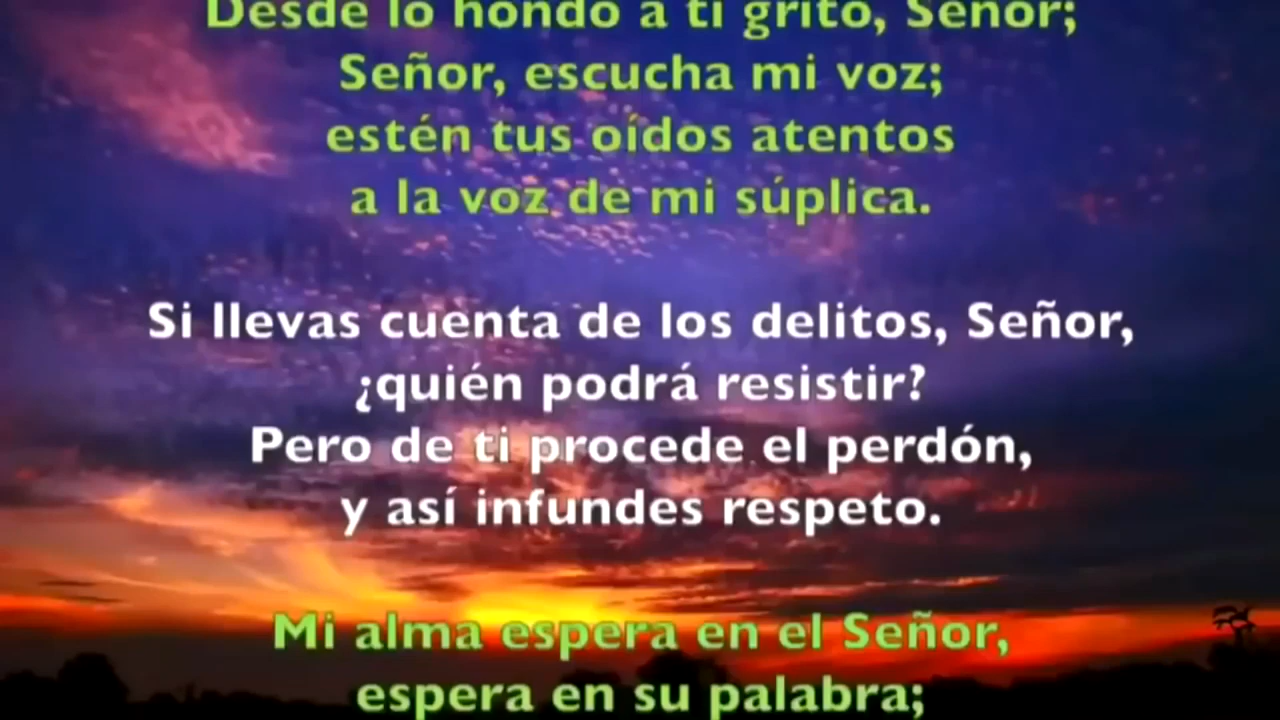 Desde lo hondo a ti grito, Señor;
Señor, escucha mi voz;
estén tus oídos atentos
a la voz de mi súplica.
Si llevas cuenta de los delitos, Señor,
¿quién podrá resistir?
Pero de ti procede el perdón,
y así infundes respeto.
Mi alma espera en el Señor,
espera en su palabra;